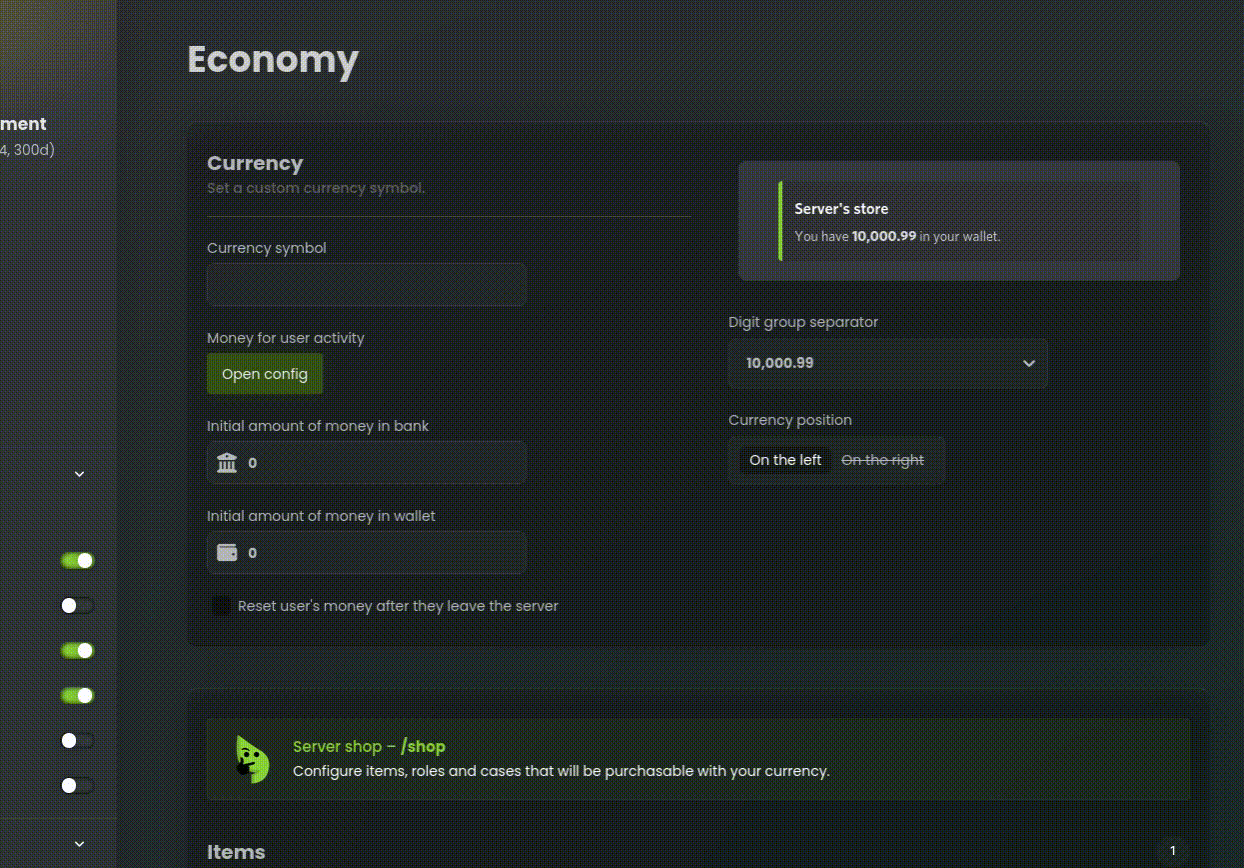 Economy
ment
4, 300d)
Currency
Set a custom currency symbol.
Currency symbol
Money for user activity
Open config
Initial amount of money in bank
0
Initial amount of money in wallet
0
Reset user's money after they leave the server
Server's store
You have 10,000.99 in your wallet.
Digit group separator
10,000.99
Currency position
On the left On the right
Server shop – /shop
Configure items, roles and cases that will be purchasable with your currency.
Items
1